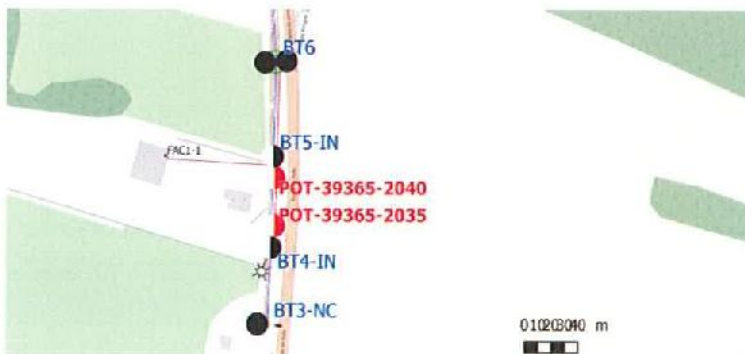 BT6
BT5-IN
FAC1-1
POT-39365-2040
POT-39365-2035
BT4-IN
BT3-NC
010203040 m